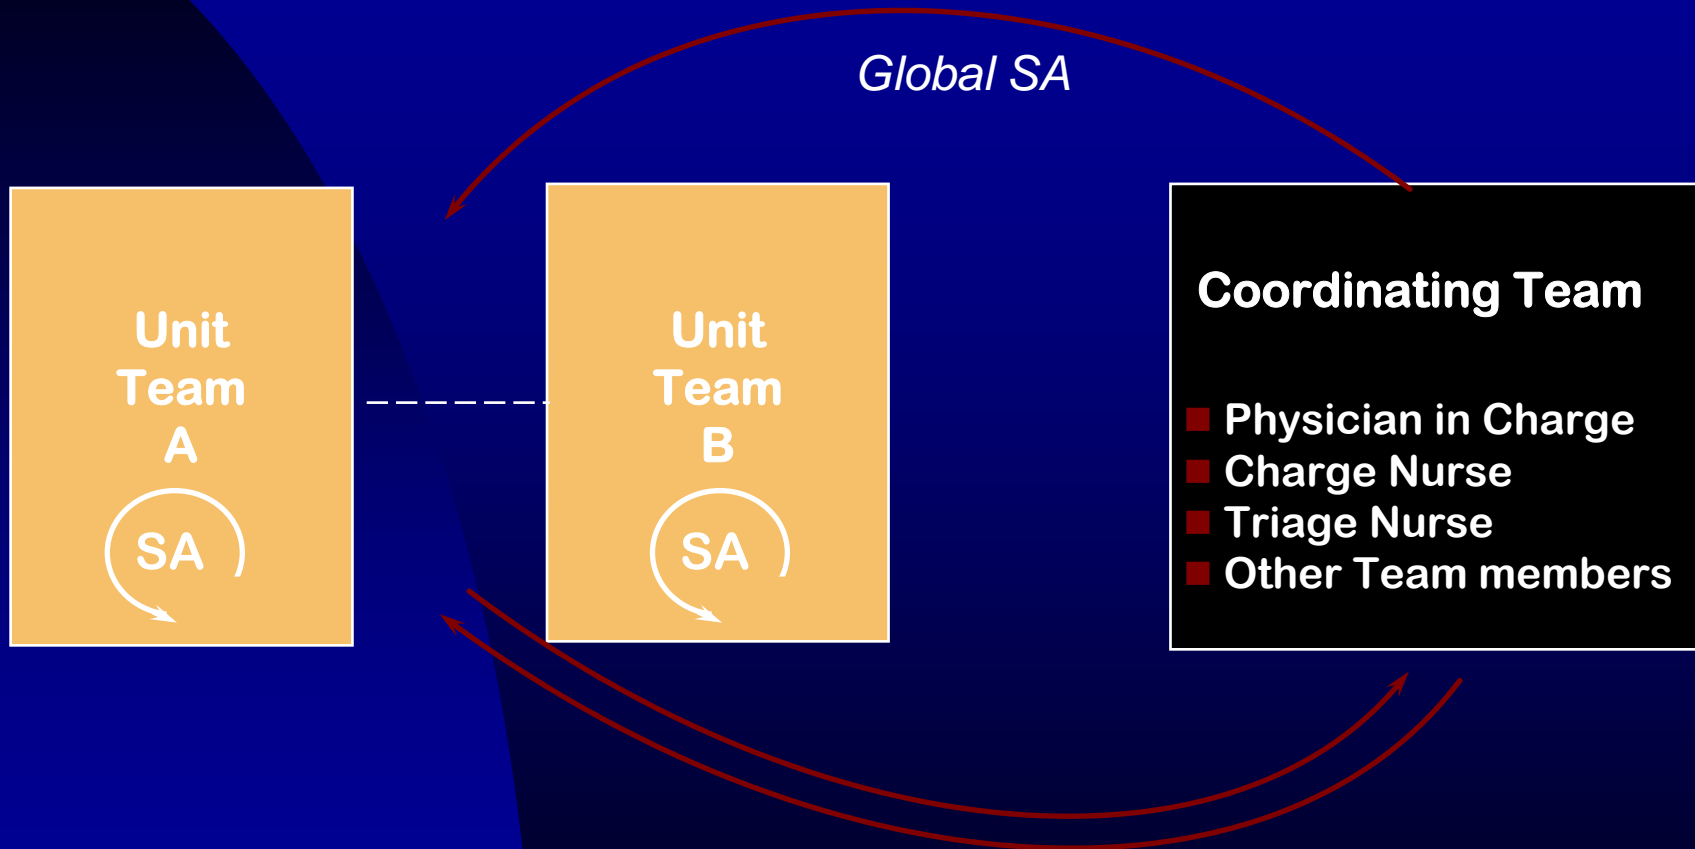 Global SA
Unit
Team
A
SA
Unit
Team
B
SA
Coordinating Team
Physician in Charge
Charge Nurse
Triage Nurse
Other Team members